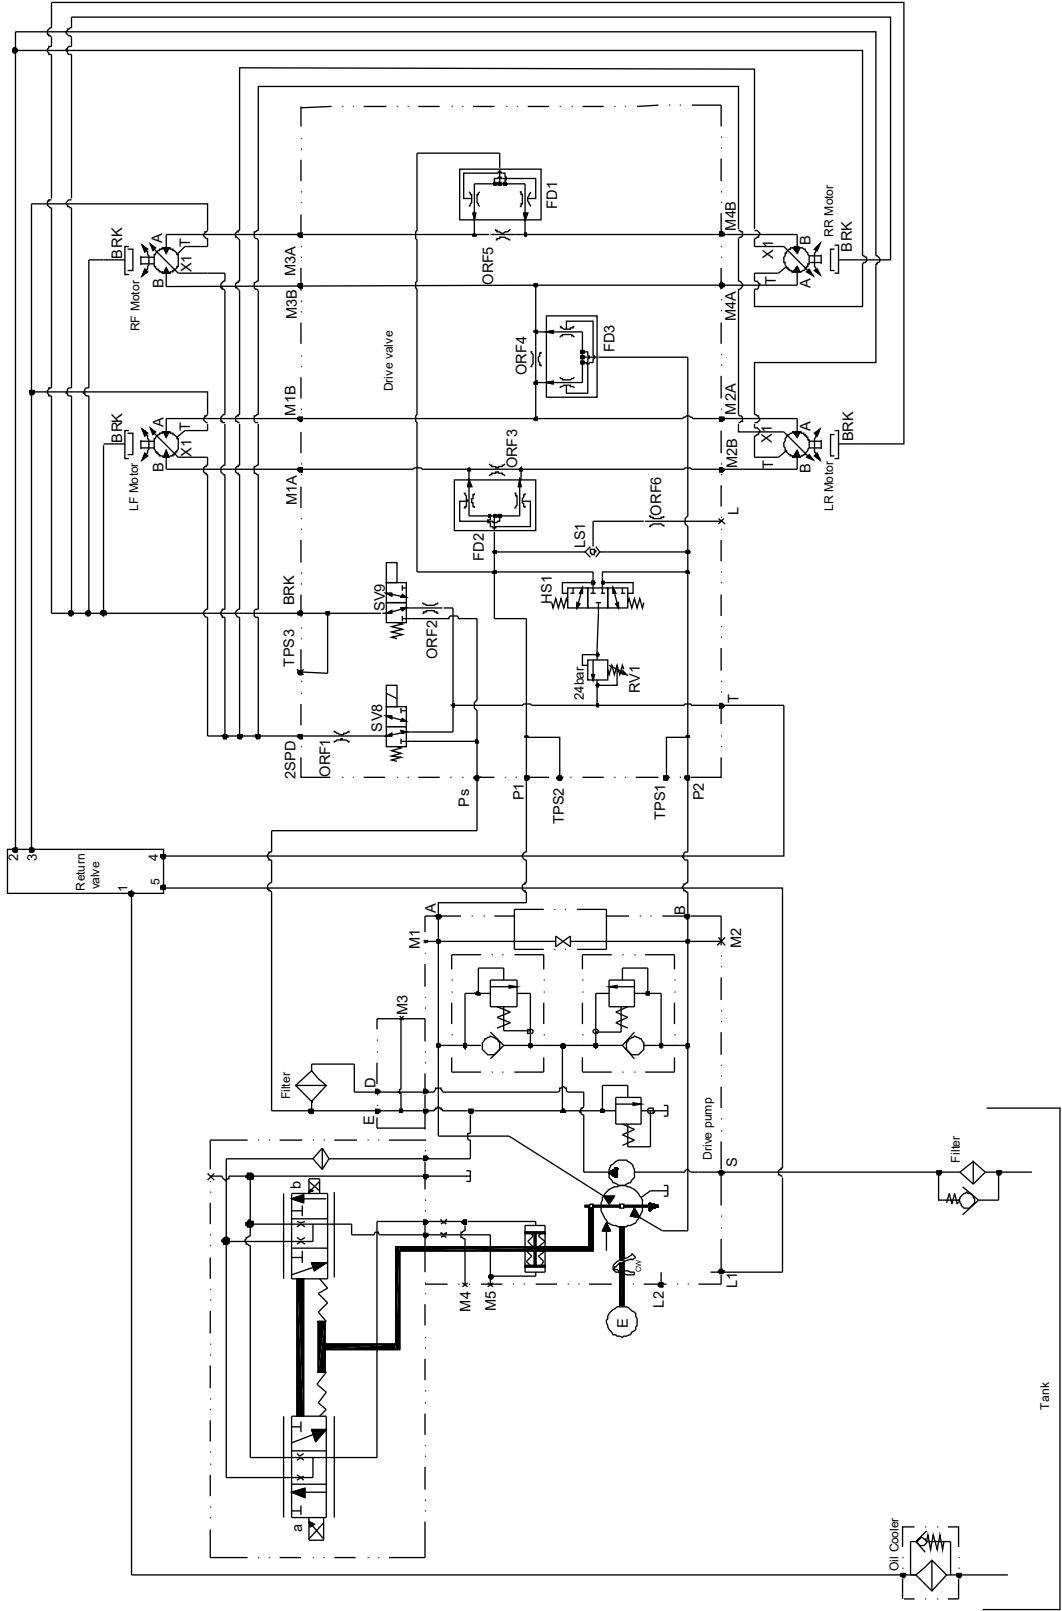 2
3
Return
valve
1
4
5
BRK
A
T
X1
B
RF Motor
BRK
A
T
X1
B
LF Motor
M3A
M3B
M1B
M1A
BRK
TPS3
2SPD
ORF1
Ps
P1
TPS2
TPS1
P2
FD1
ORF5
Drive valve
ORF4
FD3
ORF3
FD2
SV9
ORF2
SV8
LS1
ORF6
HS1
24bar
RV1
M4B
M4A
M2A
M2B
L
T
X1
T
B
A
RR Motor
BRK
X1
T
A
B
LR Motor
BRK
A
M1
B
M2
M3
D
E
Filter
Drive pump
S
L1
L2
M4
M5
CW
E
b
a
Filter
Oil Cooler
Tank